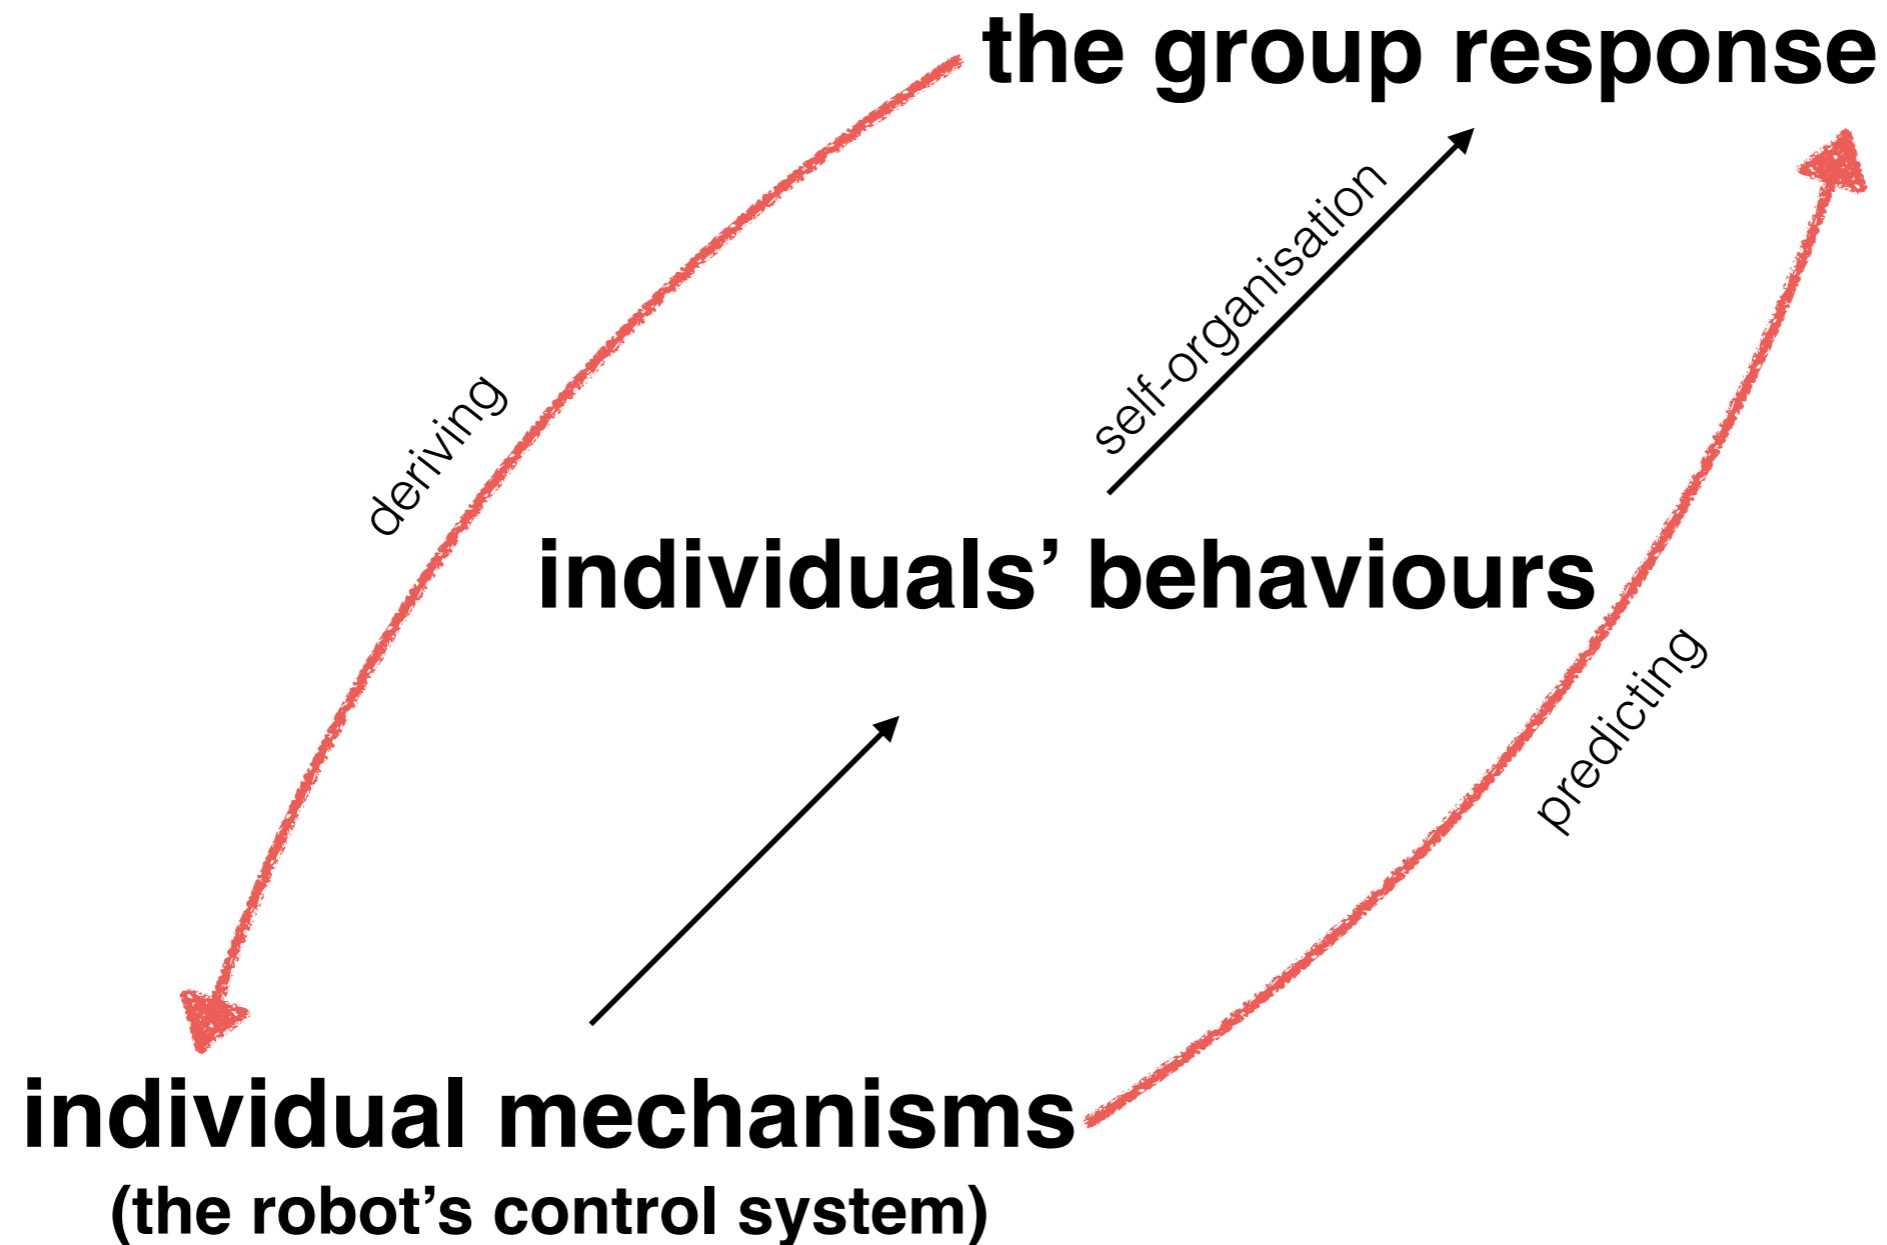 the group response
self-organisation
deriving
individuals’ behaviours
predicting
individual mechanisms
(the robot’s control system)